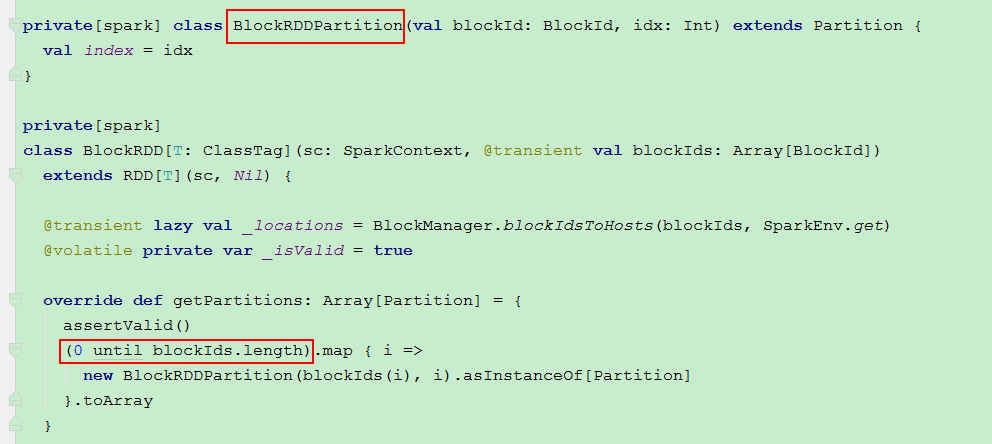 private[spark] class BlockRDDPartition(val blockId: BlockId, idx: Int) extends Partition {
  val index = idx
}

private[spark]
class BlockRDD[T: ClassTag](sc: SparkContext, @transient val blockIds: Array[BlockId])
  extends RDD[T](sc, Nil) {

  @transient lazy val _locations = BlockManager.blockIdsToHosts(blockIds, SparkEnv.get)
  @volatile private var _isValid = true

  override def getPartitions: Array[Partition] = {
    assertValid()
    (0 until blockIds.length).map { i =>
      new BlockRDDPartition(blockIds(i), i).asInstanceOf[Partition]
    }.toArray
  }